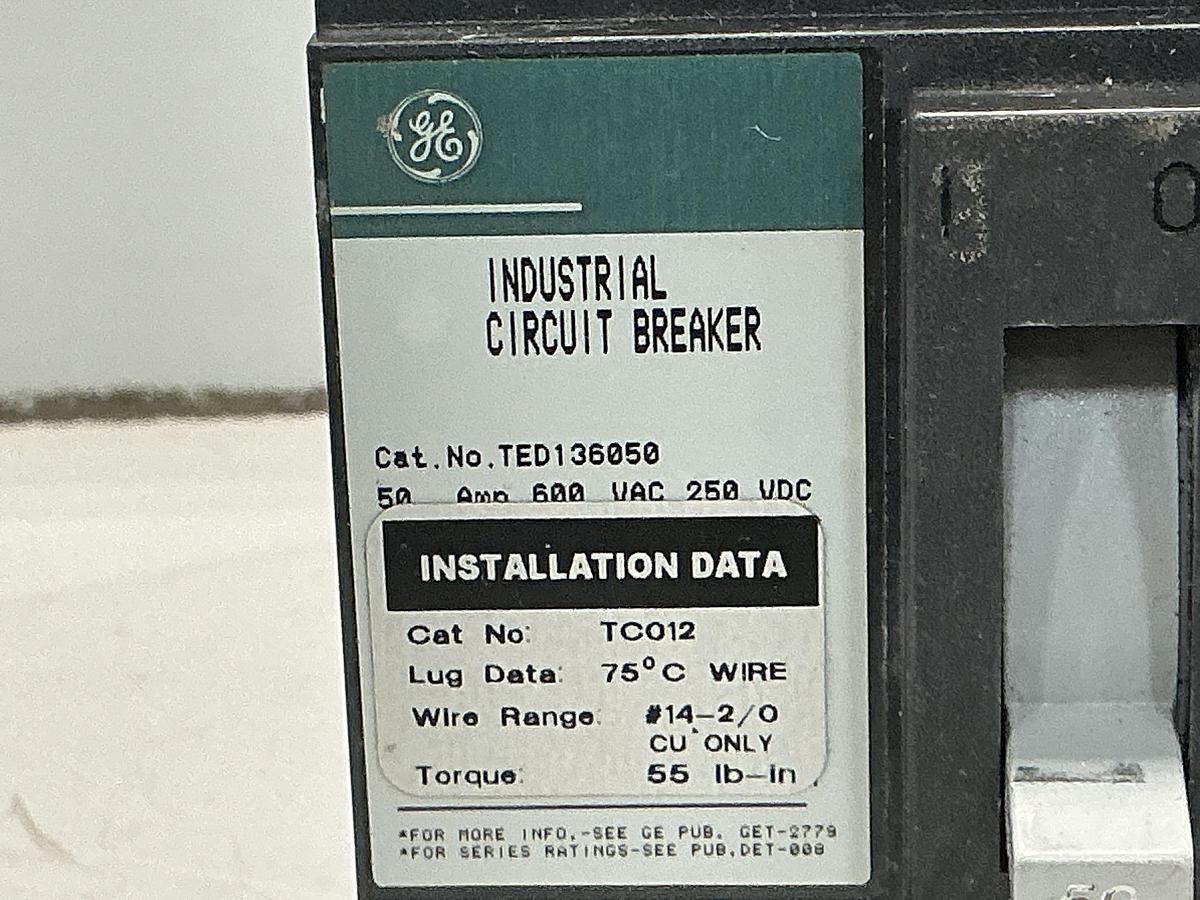 GE
I O
INDUSTRIAL
CIRCUIT BREAKER
Cat.No.TED136050
50 Amp 600 VAC 250 VDC
INSTALLATION DATA
Cat No: TCO12
Lug Data: 75°C WIRE
Wire Range: #14-2/0
CU ONLY
Torque: 55 lb-in.
*FOR MORE INFO.-SEE GE PUB. GET-2779
*FOR SERIES RATINGS-SEE PUB.DET-008
50